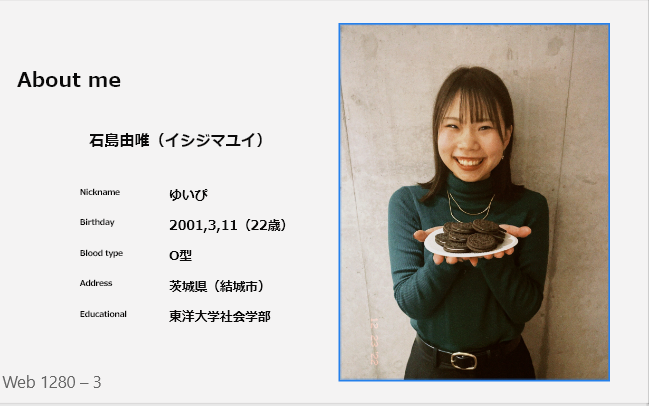 About me
石島由唯（イシジマユイ）
Nickname ゆいぴ
Birthday 2001,3,11（22歳）
Blood type O型
Address 茨城県（結城市）
Educational 東洋大学社会学部
Web 1280 – 3